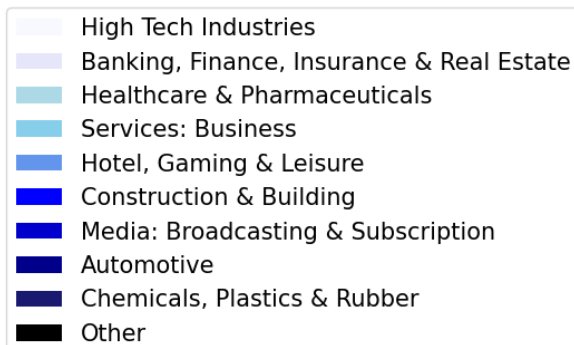 High Tech Industries
Banking, Finance, Insurance & Real Estate
Healthcare & Pharmaceuticals
Services: Business
Hotel, Gaming & Leisure
Construction & Building
Media: Broadcasting & Subscription
Automotive
Chemicals, Plastics & Rubber
Other